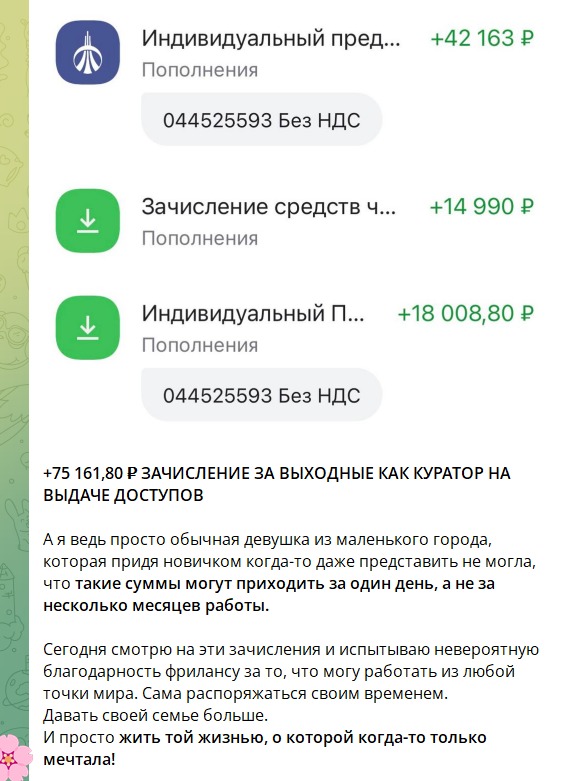 Индивидуальный пред... +42 163 ₽
Пополнения
044525593 Без НДС
Зачисление средств ч... +14 990 ₽
Пополнения
Индивидуальный П... +18 008,80 ₽
Пополнения
044525593 Без НДС
+75 161,80 ₽ ЗАЧИСЛЕНИЕ ЗА ВЫХОДНЫЕ КАК КУРАТОР НА
ВЫДАЧЕ ДОСТУПОВ
А я ведь просто обычная девушка из маленького города,
которая придя новичком когда-то даже представить не могла,
что такие суммы могут приходить за один день, а не за
несколько месяцев работы.
Сегодня смотрю на эти зачисления и испытываю невероятную
благодарность фрилансу за то, что могу работать из любой
точки мира. Сама распоряжаться своим временем.
Давать своей семье больше.
И просто жить той жизнью, о которой когда-то только
мечтала!